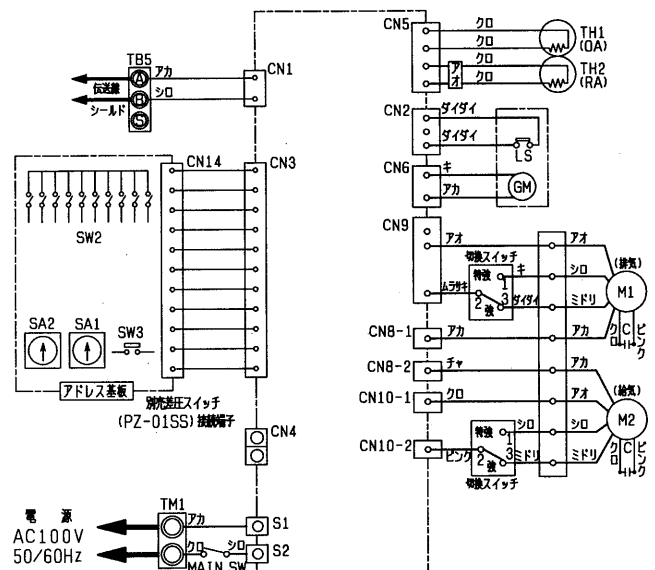 CN5
クロ
クロ
クロ
クロ
アオ
TH1
(OA)
TH2
(RA)
TB5
A
B
S
アカ
シロ
伝送線
シールド
CN1
CN2
ダイダイ
ダイダイ
LS
CN6
キ
アカ
GM
CN14
CN3
SW2
SA2
SA1
SW3
アドレス基板
別売差圧スイッチ
(PZ-01SS)接続端子
CN9
アオ
切換スイッチ
特強
強
1
2
3
キ
ムラサキ
ダイダイ
アオ
シロ
ミドリ
アカ
(排気)
M1
クロ
C
ピンク
CN8-1
アカ
CN8-2
チャ
CN10-1
クロ
CN10-2
ピンク
特強
強
1
2
3
シロ
ミドリ
切換スイッチ
アカ
アオ
シロ
ミドリ
(給気)
M2
クロ
C
ピンク
CN4
電源
AC100V
50/60Hz
TM1
アカ
クロ
シロ
MAIN SW
S1
S2